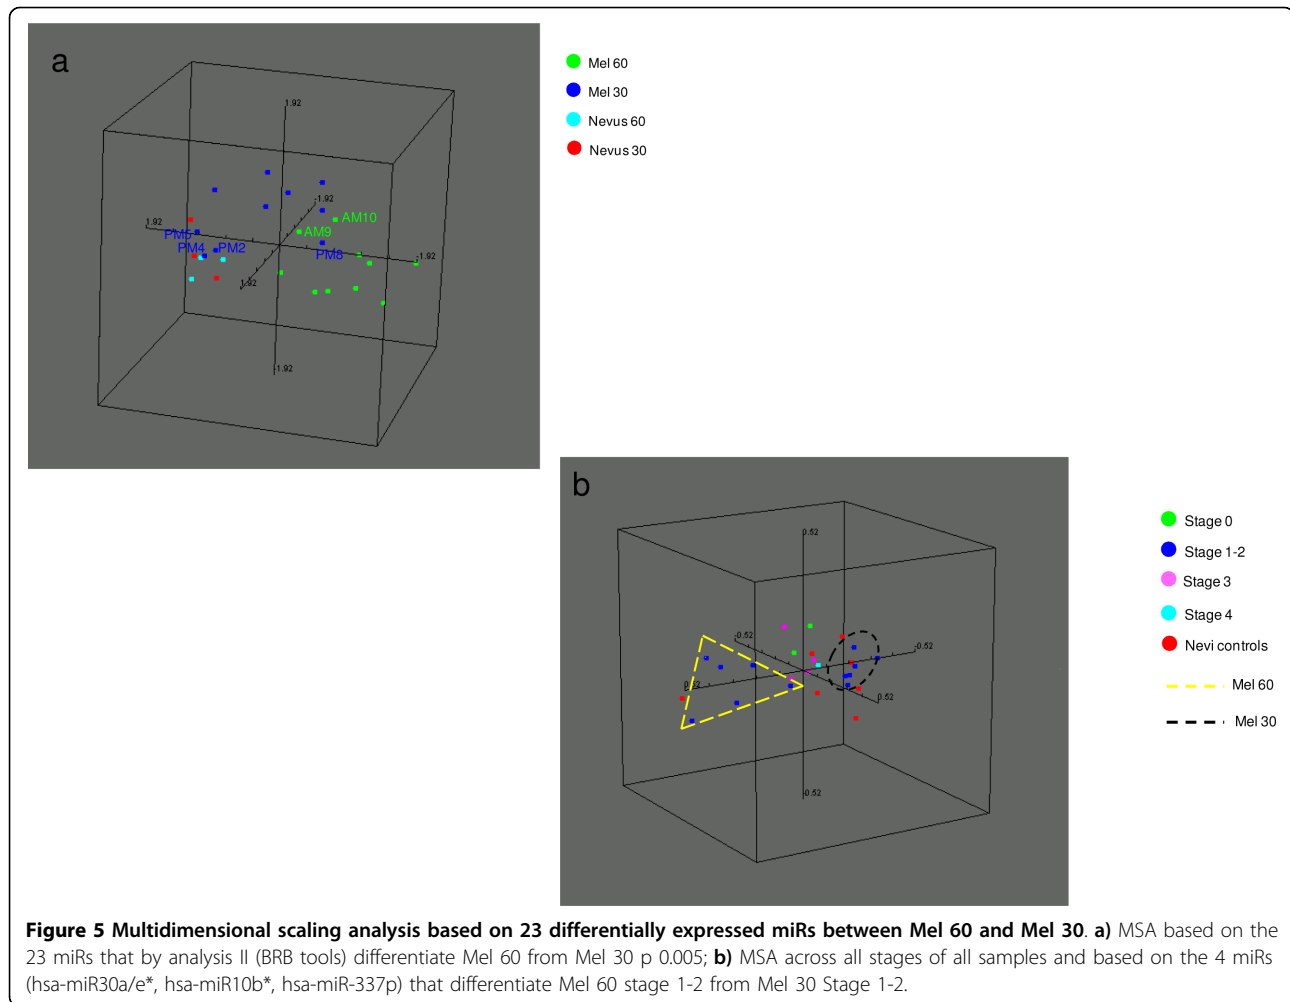 a
1.92
-1.92
1.92
-1.92
1.92
-1.92
AM10
AM9
PM5
PM4
PM2
PM8
Mel 60
Mel 30
Nevus 60
Nevus 30
b
0.52
-0.52
-0.52
0.52
0.52
-0.52
Stage 0
Stage 1-2
Stage 3
Stage 4
Nevi controls
Mel 60
Mel 30
Figure 5 Multidimensional scaling analysis based on 23 differentially expressed miRs between Mel 60 and Mel 30. a) MSA based on the
23 miRs that by analysis II (BRB tools) differentiate Mel 60 from Mel 30 p 0.005; b) MSA across all stages of all samples and based on the 4 miRs
(hsa-miR30a/e*, hsa-miR10b*, hsa-miR-337p) that differentiate Mel 60 stage 1-2 from Mel 30 Stage 1-2.